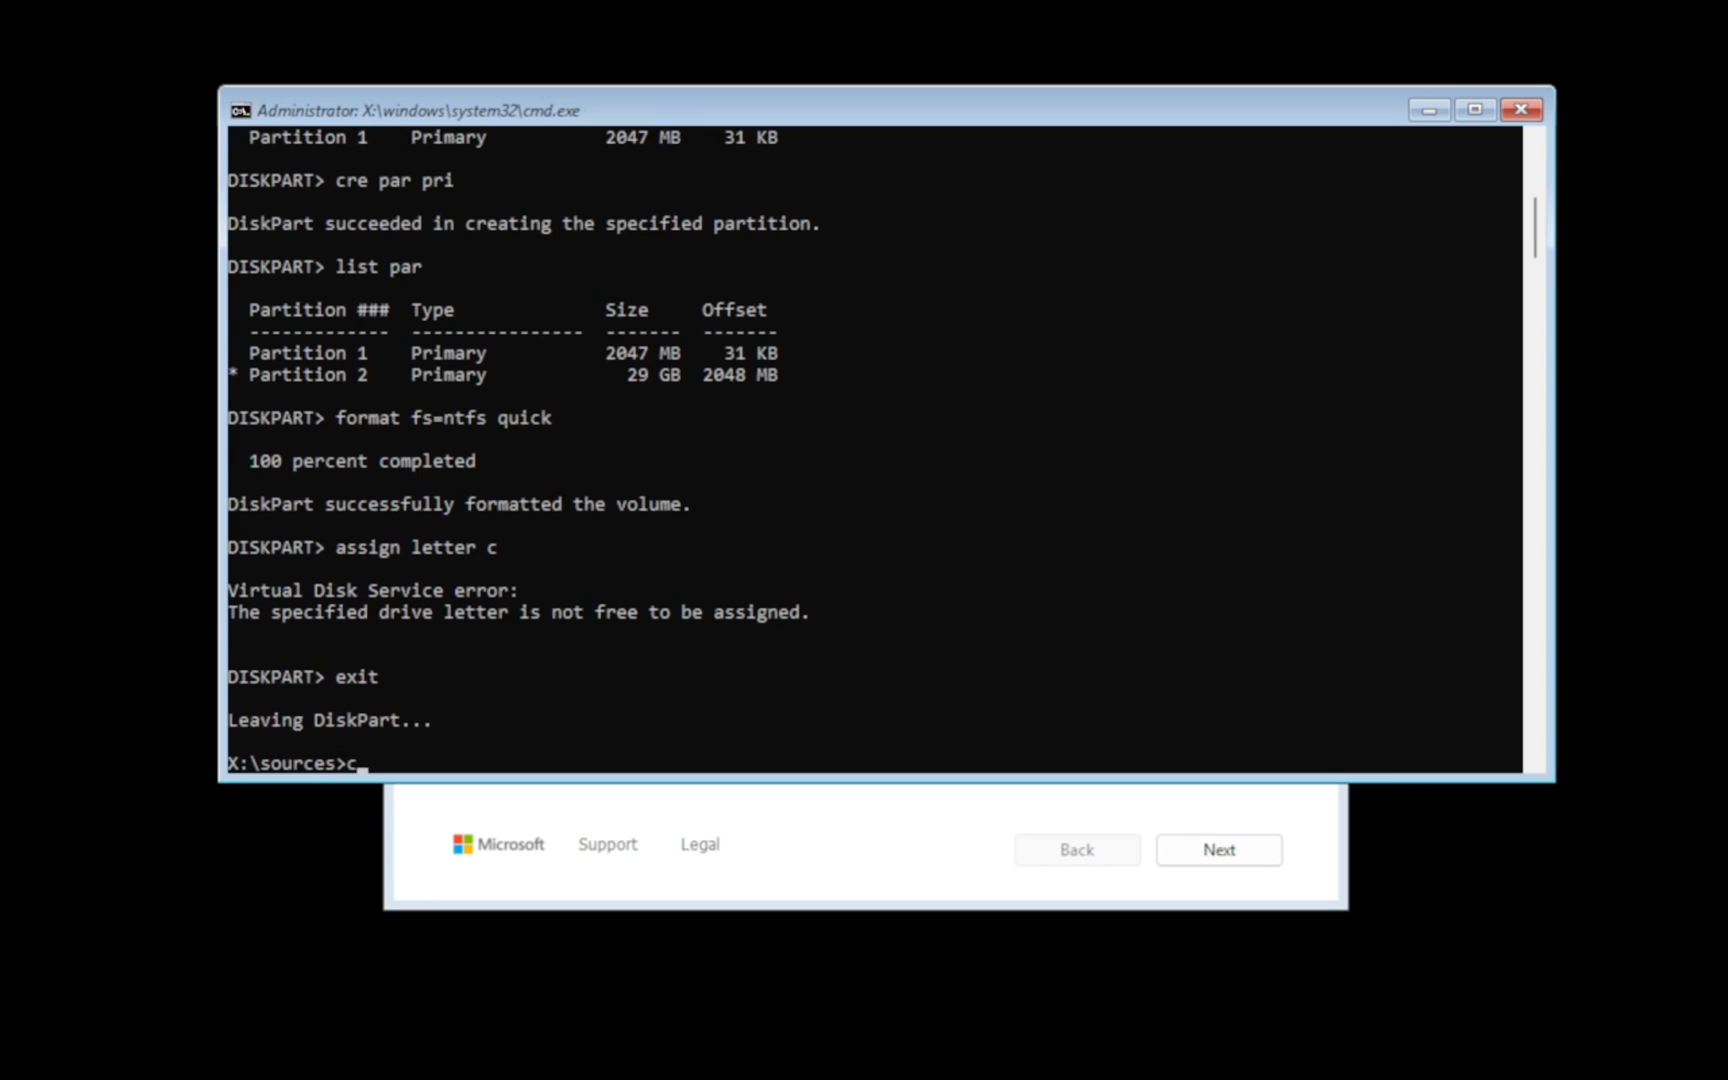 Administrator: X:\windows\system32\cmd.exe
Partition 1 Primary 2047 MB 31 KB
DISKPART> cre par pri
DiskPart succeeded in creating the specified partition.
DISKPART> list par
Partition ### Type Size Offset
------------- ---------------- ------- -------
Partition 1 Primary 2047 MB 31 KB
* Partition 2 Primary 29 GB 2048 MB
DISKPART> format fs=ntfs quick
100 percent completed
DiskPart successfully formatted the volume.
DISKPART> assign letter c
Virtual Disk Service error:
The specified drive letter is not free to be assigned.
DISKPART> exit
Leaving DiskPart...
X:\sources>c_
Microsoft Support Legal Back Next